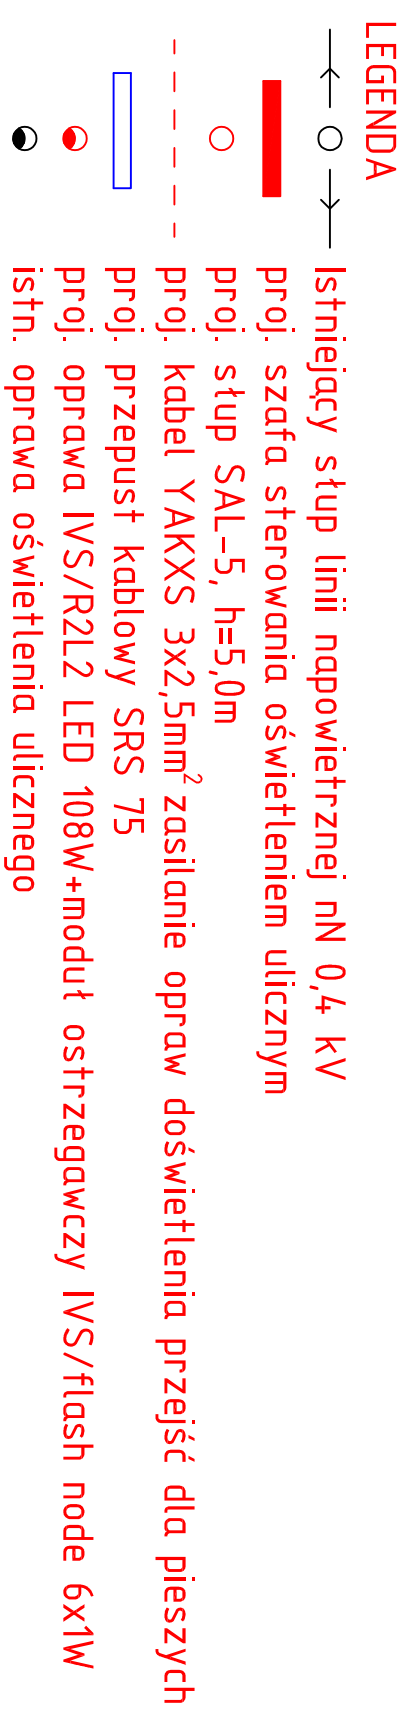 LEGENDA
Istniejący słup linii napowietrznej nN 0,4 kV
proj. szafa sterowania oświetleniem ulicznym
proj. słup SAL-5, h=5,0m
proj. kabel YAKXS 3x2,5mm² zasilanie opraw doświetlenia przejść dla pieszych
proj. przepust kablowy SRS 75
proj. oprawa IVS/R2L2 LED 108W+moduł ostrzegawczy IVS/flash node 6x1W
istn. oprawa oświetlenia ulicznego